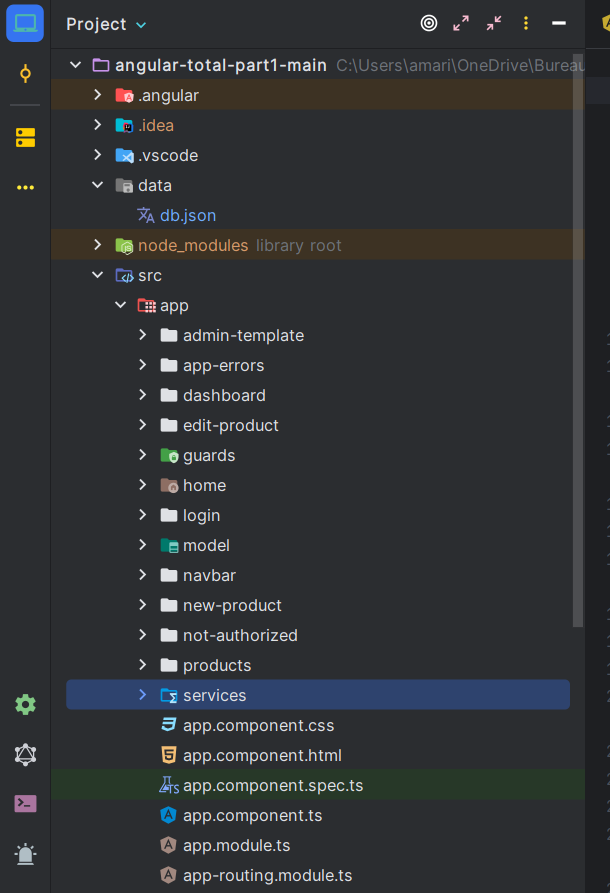 Project
angular-total-part1-main C:\Users\amari\OneDrive\Bureau
.angular
.idea
.vscode
data
db.json
node_modules library root
src
app
admin-template
app-errors
dashboard
edit-product
guards
home
login
model
navbar
new-product
not-authorized
products
services
app.component.css
app.component.html
TS app.component.spec.ts
app.component.ts
app.module.ts
app-routing.module.ts